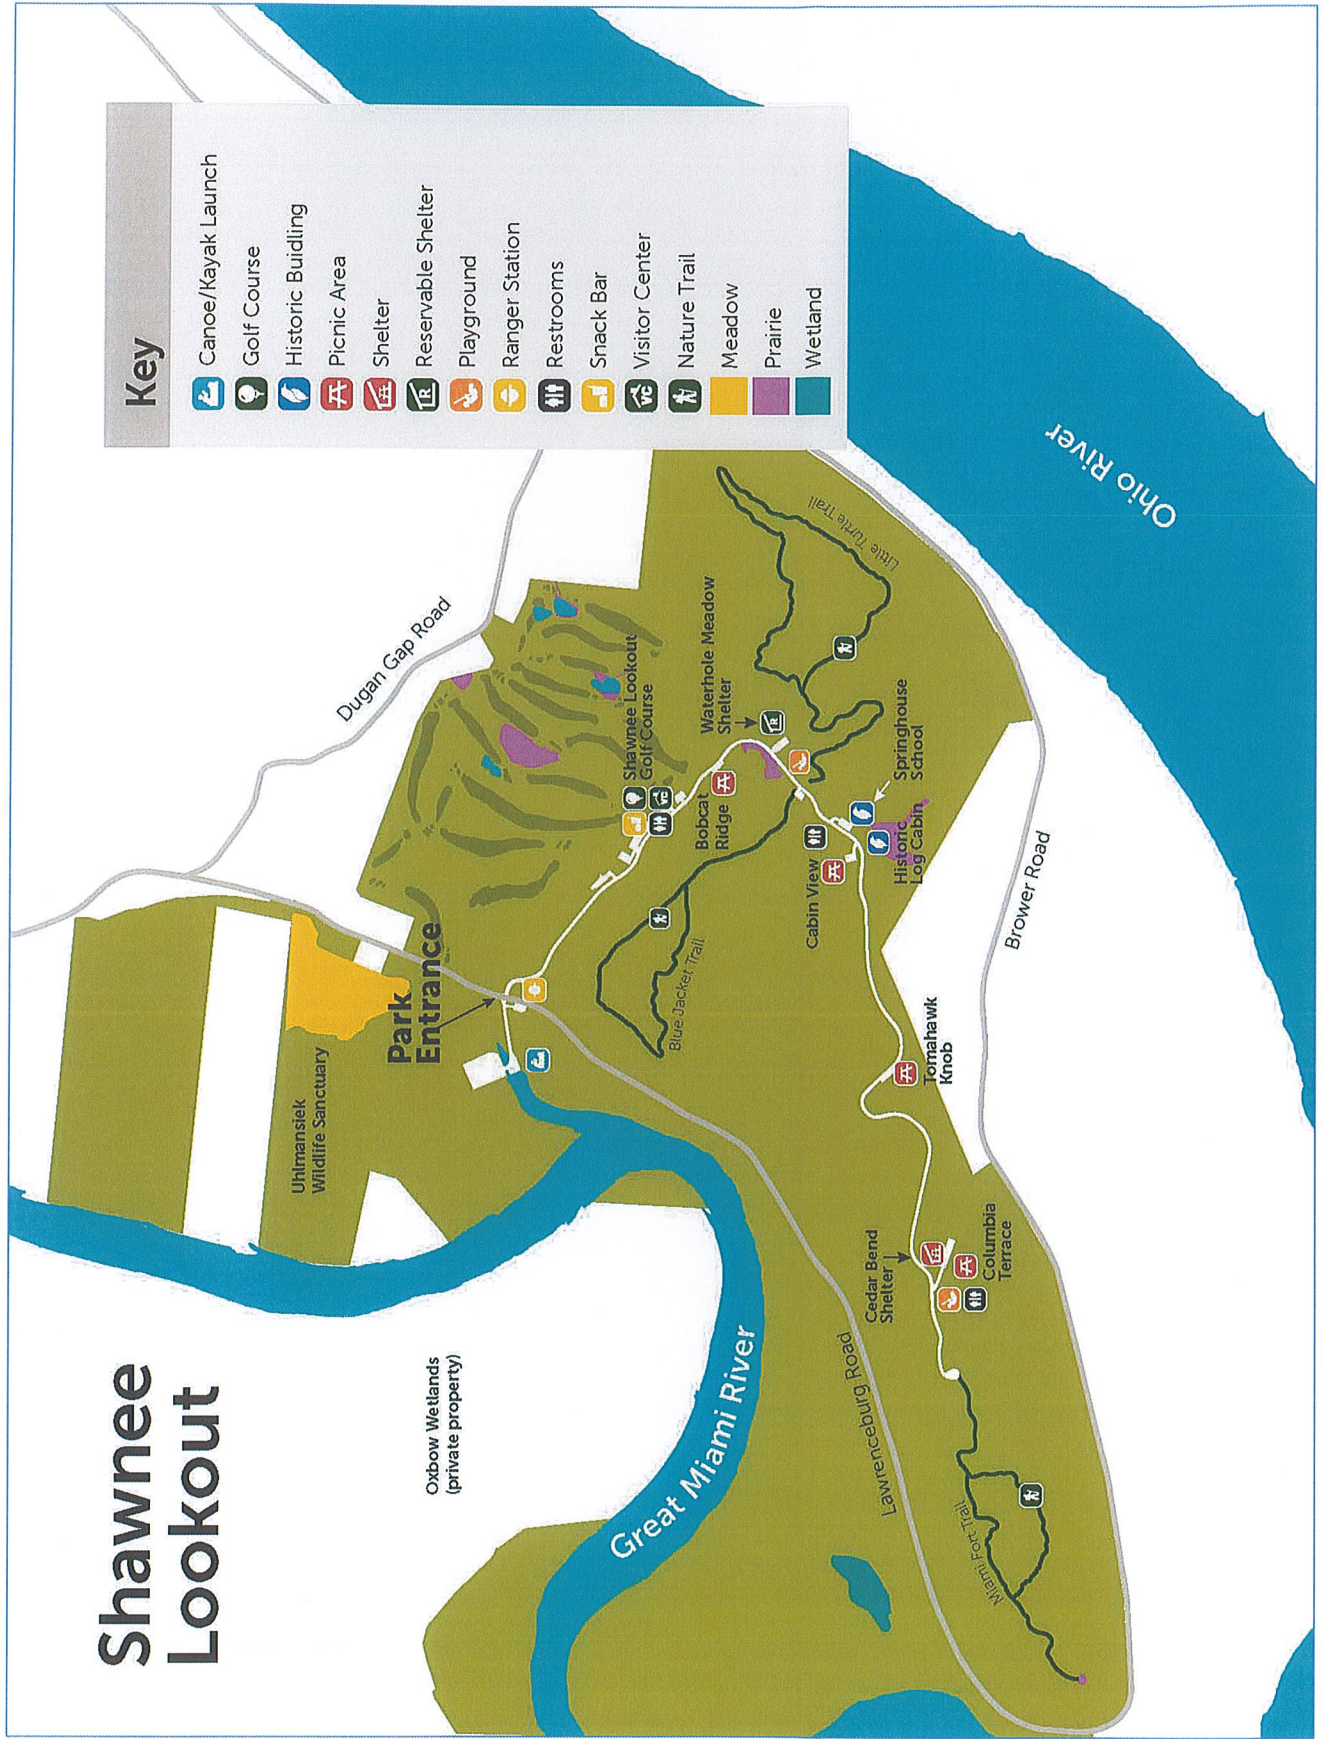 Shawnee
Lookout
Key
Canoe/Kayak Launch
Golf Course
Historic Buidling
Picnic Area
Shelter
Reservable Shelter
Playground
Ranger Station
Restrooms
Snack Bar
Visitor Center
Nature Trail
Meadow
Prairie
Wetland
Uhlmansiek
Wildlife Sanctuary
Dugan Gap Road
Park
Entrance
Oxbow Wetlands
(private property)
Shawnee Lookout
Golf Course
Bobcat
Ridge
Waterhole Meadow
Shelter
R
R
VC
VC
Little Turtle Trail
Blue Jacket Trail
Cabin View
Springhouse
School
Historic
Log Cabin
Great Miami River
Lawrenceburg Road
Cedar Bend
Shelter
Tomahawk
Knob
Columbia
Terrace
Miami Fort Trail
Brower Road
Ohio River